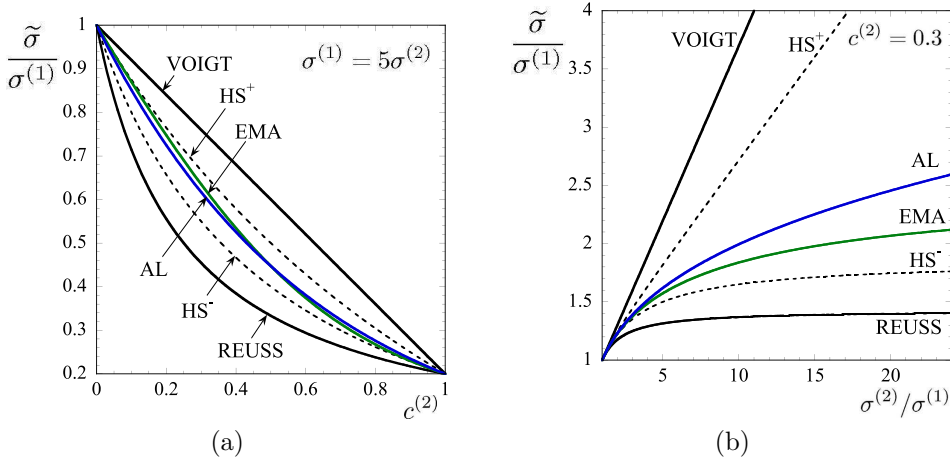 σ̃
σ^(1)
1
0.9
0.8
0.7
0.6
0.5
0.4
0.3
0.2
0
0.2
0.4
0.6
0.8
1
c^(2)
σ^(1) = 5σ^(2)
VOIGT
HS^+
EMA
AL
HS^-
REUSS
(a)
σ̃
σ^(1)
4
3.5
3
2.5
2
1.5
1
5
10
15
20
σ^(2)/σ^(1)
c^(2) = 0.3
VOIGT
HS^+
AL
EMA
HS^-
REUSS
(b)